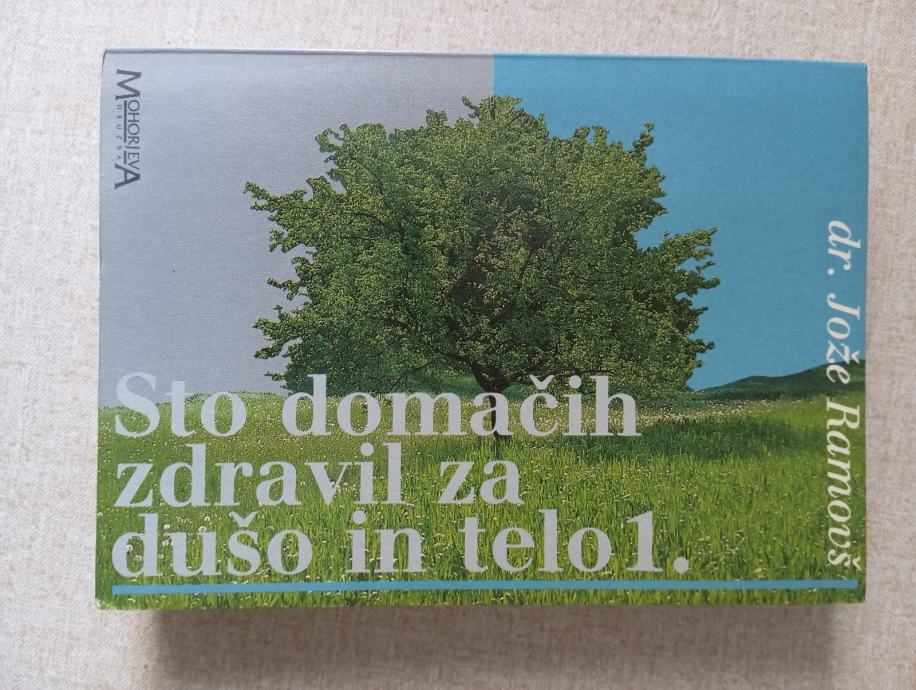 MOHORJEVA
DRUŽBA
dr. Jože Ramovš
Sto domačih
zdravil za
dušo in telo 1.